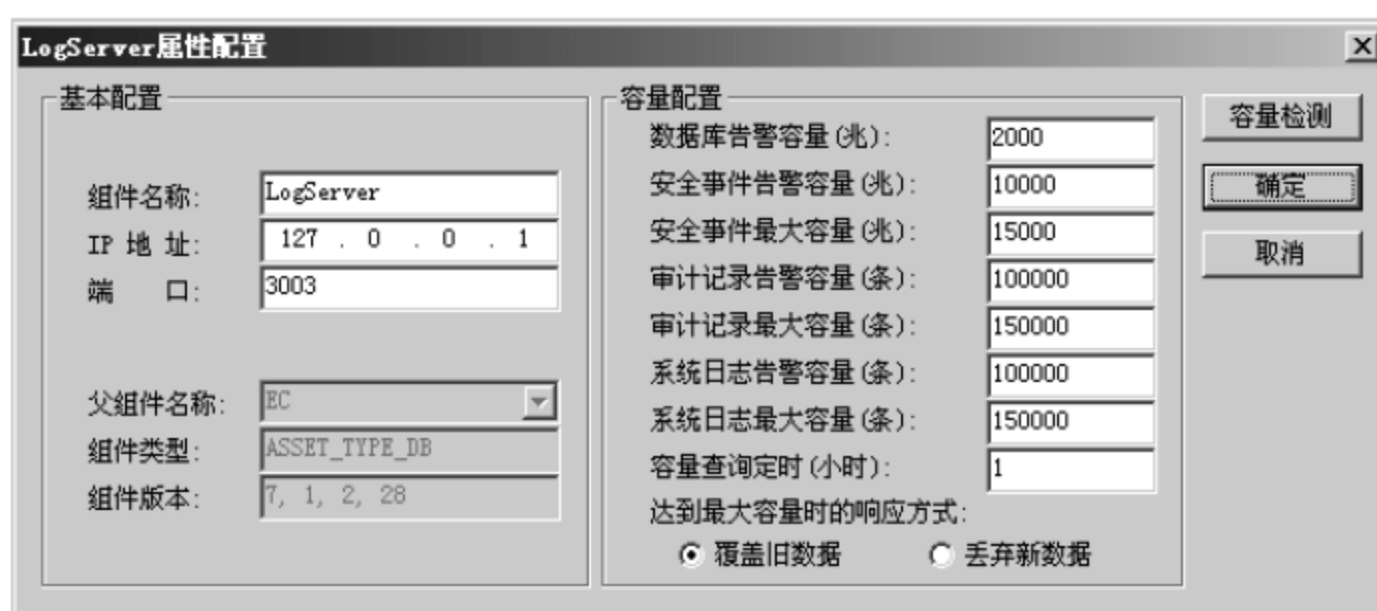 LogServer属性配置
基本配置
组件名称: LogServer
IP 地 址: 127 . 0 . 0 . 1
端 口: 3003
父组件名称: EC
组件类型: ASSET_TYPE_DB
组件版本: 7, 1, 2, 28
容量配置
数据库告警容量(兆): 2000
安全事件告警容量(兆): 10000
安全事件最大容量(兆): 15000
审计记录告警容量(条): 100000
审计记录最大容量(条): 150000
系统日志告警容量(条): 100000
系统日志最大容量(条): 150000
容量查询定时(小时): 1
达到最大容量时的响应方式:
覆盖旧数据 丢弃新数据
容量检测
确定
取消